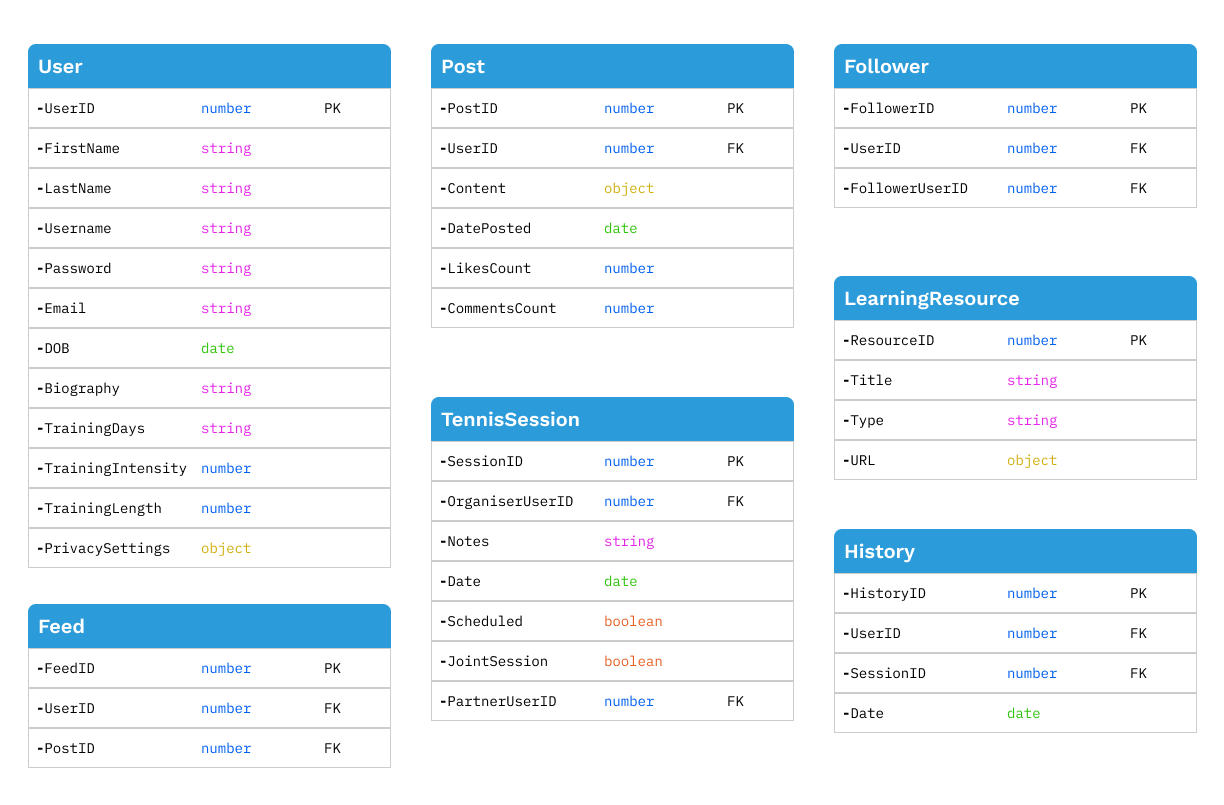 User
-UserID number PK
-FirstName string
-LastName string
-Username string
-Password string
-Email string
-DOB date
-Biography string
-TrainingDays string
-TrainingIntensity number
-TrainingLength number
-PrivacySettings object
Feed
-FeedID number PK
-UserID number FK
-PostID number FK
Post
-PostID number PK
-UserID number FK
-Content object
-DatePosted date
-LikesCount number
-CommentsCount number
TennisSession
-SessionID number PK
-OrganiserUserID number FK
-Notes string
-Date date
-Scheduled boolean
-JointSession boolean
-PartnerUserID number FK
Follower
-FollowerID number PK
-UserID number FK
-FollowerUserID number FK
LearningResource
-ResourceID number PK
-Title string
-Type string
-URL object
History
-HistoryID number PK
-UserID number FK
-SessionID number FK
-Date date